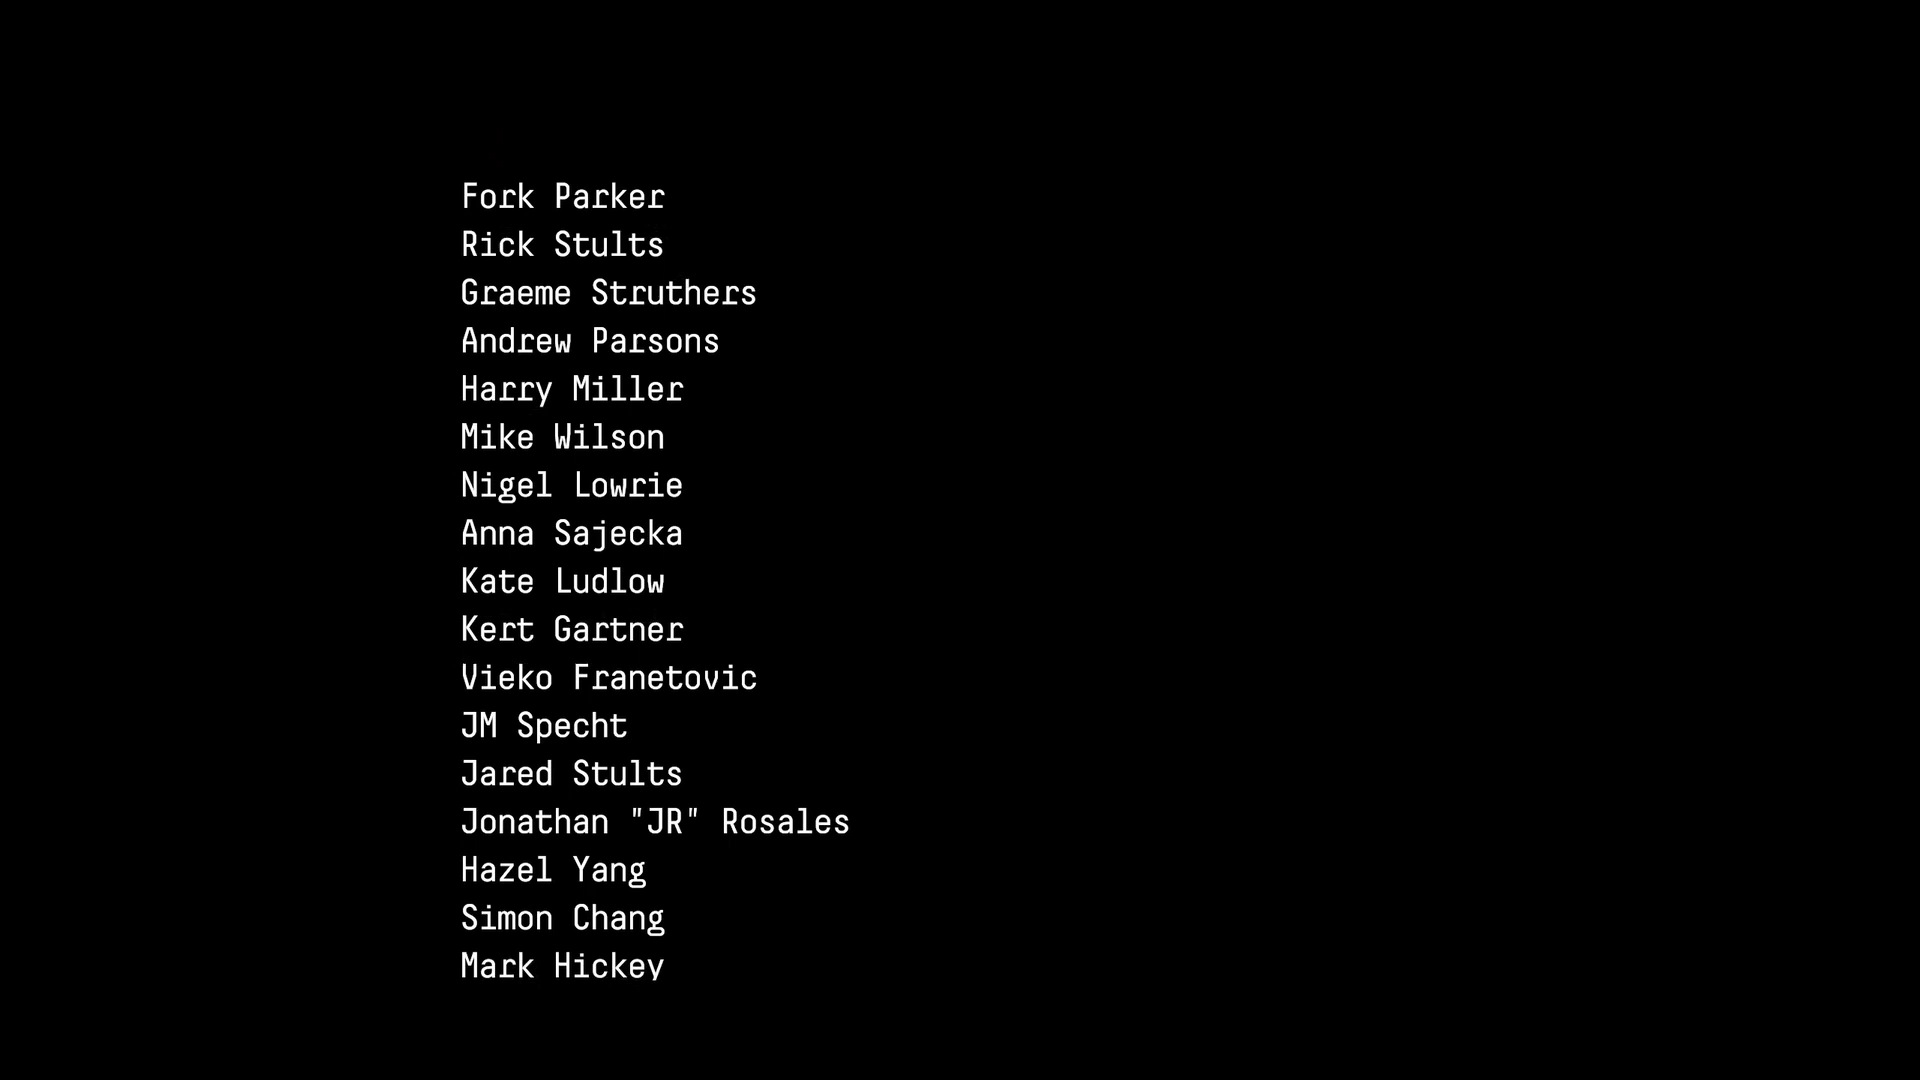 Fork Parker
Rick Stults
Graeme Struthers
Andrew Parsons
Harry Miller
Mike Wilson
Nigel Lowrie
Anna Sajecka
Kate Ludlow
Kert Gartner
Vieko Franetovic
JM Specht
Jared Stults
Jonathan "JR" Rosales
Hazel Yang
Simon Chang
Mark Hickey